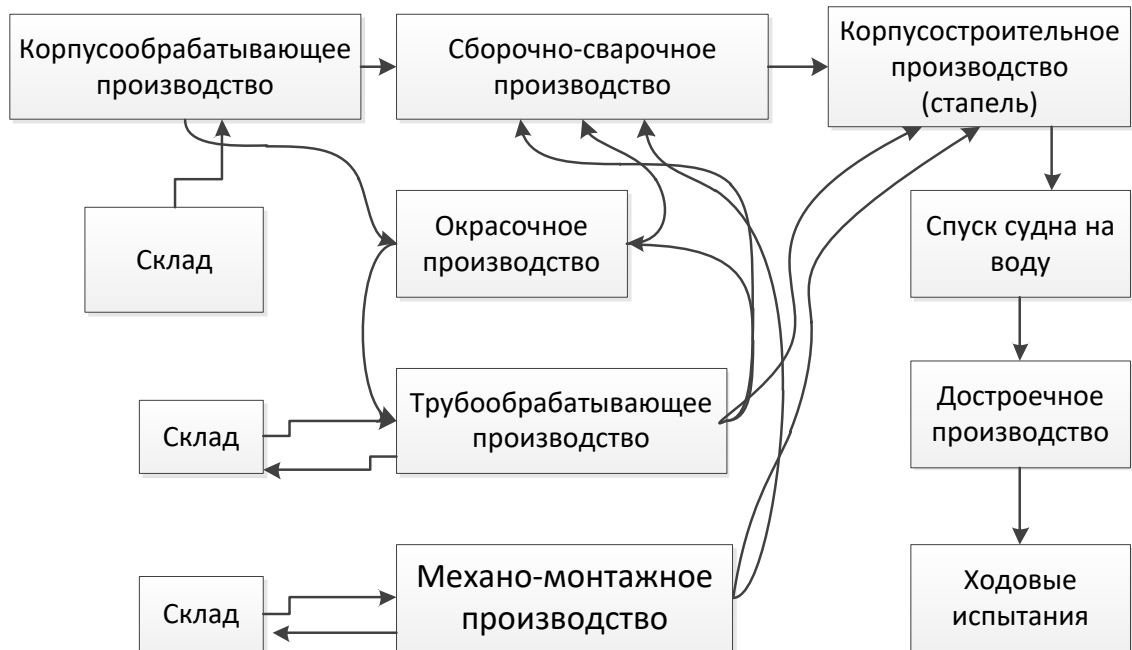 Корпусообрабатывающее
производство
Сборочно-сварочное
производство
Корпусостроительное
производство
(стапель)
Склад
Окрасочное
производство
Спуск судна на
воду
Склад
Трубообрабатывающее
производство
Достроечное
производство
Склад
Механо-монтажное
производство
Ходовые
испытания